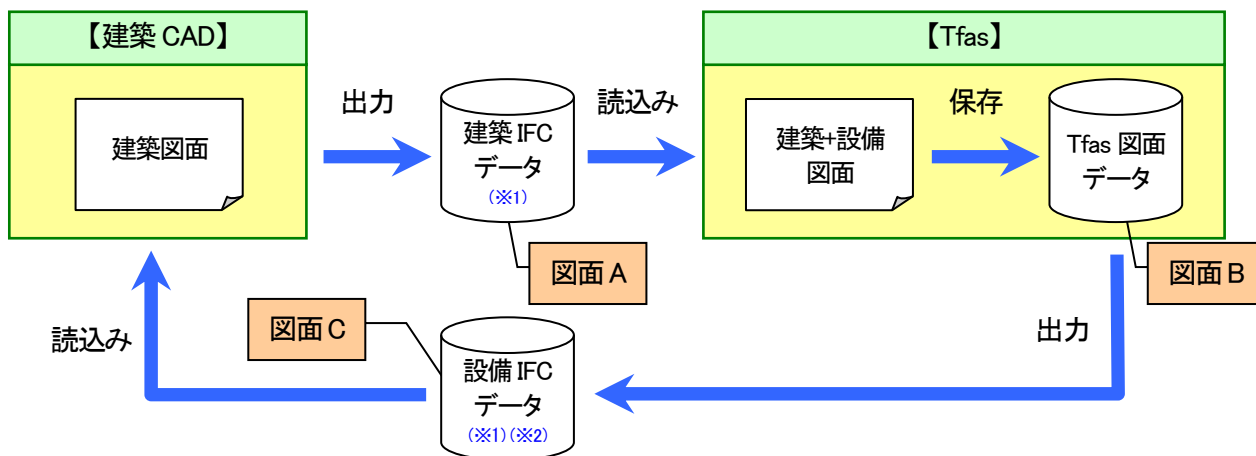 【建築 CAD】
建築図面
出力
建築 IFC
データ
(※1)
図面 A
読込み
【Tfas】
建築+設備
図面
保存
Tfas 図面
データ
図面 B
出力
図面 C
設備 IFC
データ
(※1)(※2)
読込み